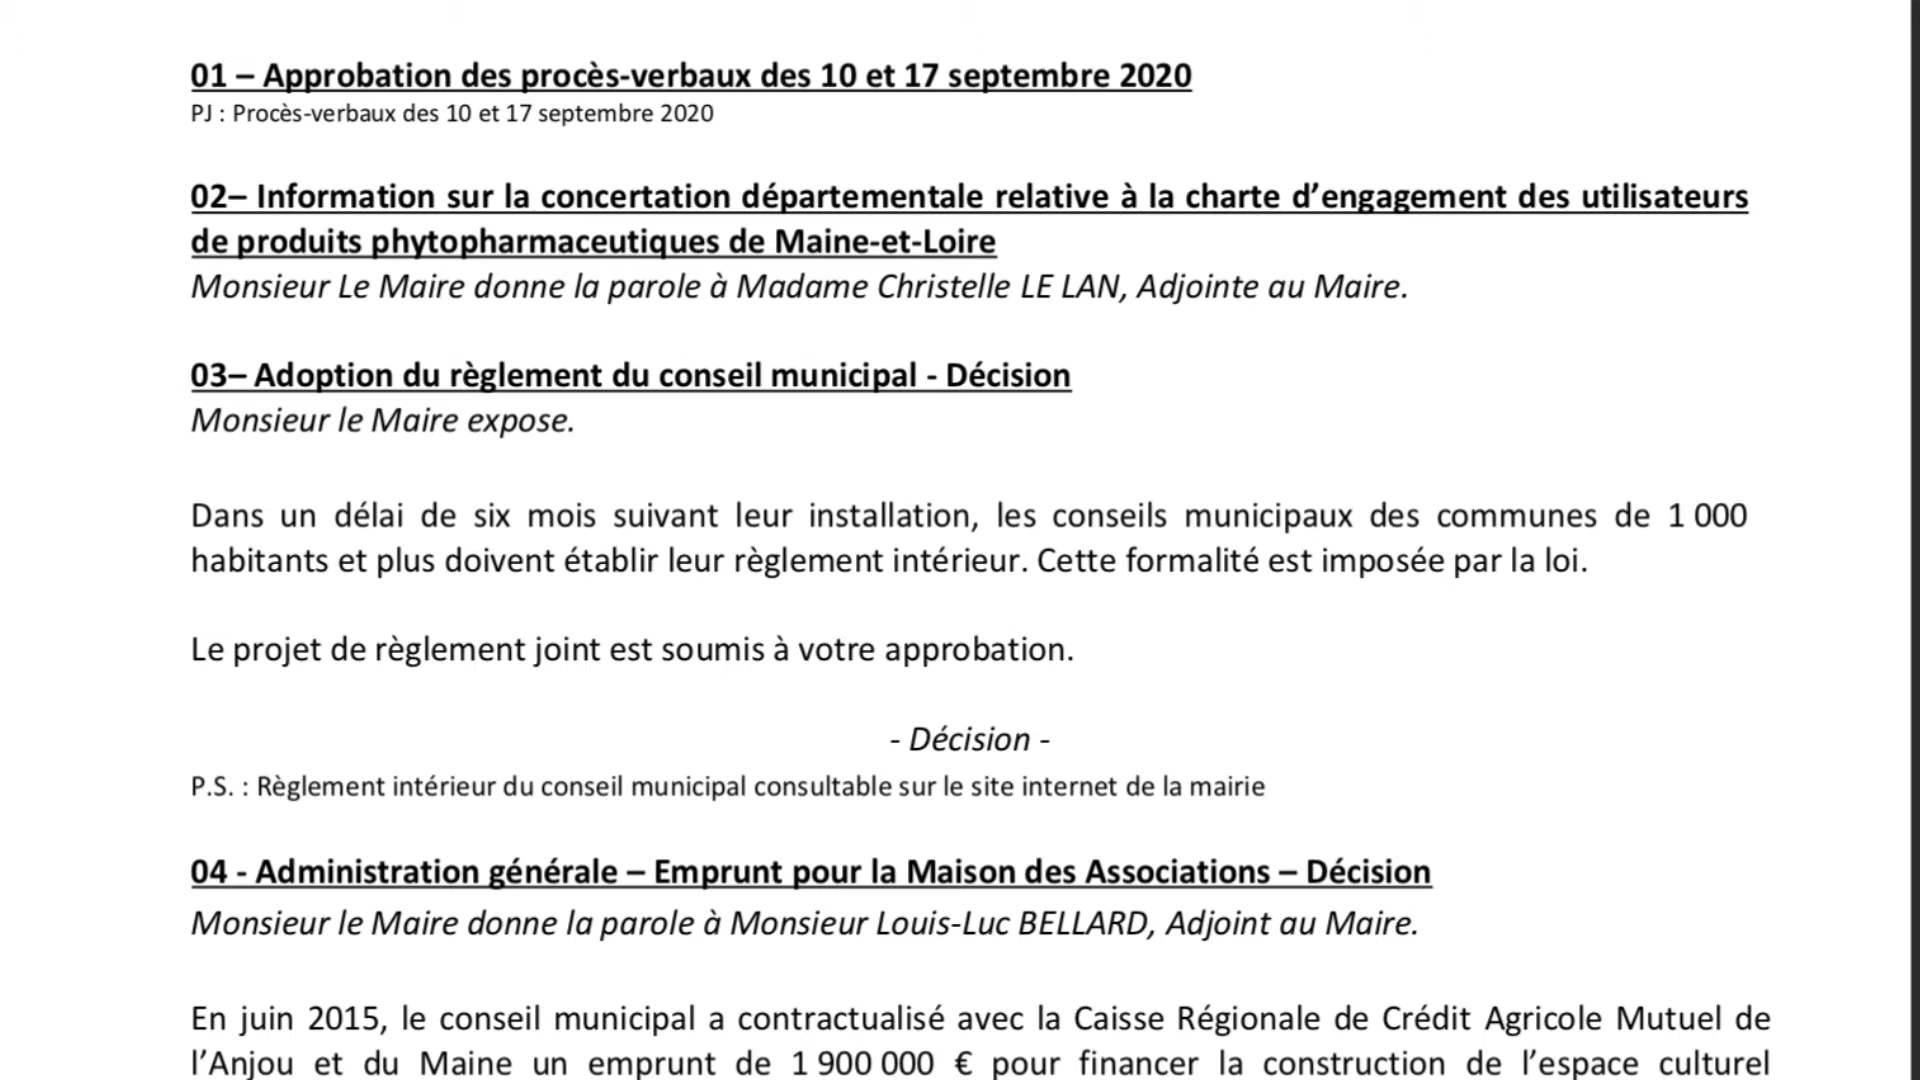 01 – Approbation des procès-verbaux des 10 et 17 septembre 2020
PJ : Procès-verbaux des 10 et 17 septembre 2020
02– Information sur la concertation départementale relative à la charte d’engagement des utilisateurs
de produits phytopharmaceutiques de Maine-et-Loire
Monsieur Le Maire donne la parole à Madame Christelle LE LAN, Adjointe au Maire.
03– Adoption du règlement du conseil municipal - Décision
Monsieur le Maire expose.
Dans un délai de six mois suivant leur installation, les conseils municipaux des communes de 1 000
habitants et plus doivent établir leur règlement intérieur. Cette formalité est imposée par la loi.
Le projet de règlement joint est soumis à votre approbation.
- Décision -
P.S. : Règlement intérieur du conseil municipal consultable sur le site internet de la mairie
04 - Administration générale – Emprunt pour la Maison des Associations – Décision
Monsieur le Maire donne la parole à Monsieur Louis-Luc BELLARD, Adjoint au Maire.
En juin 2015, le conseil municipal a contractualisé avec la Caisse Régionale de Crédit Agricole Mutuel de
l’Anjou et du Maine un emprunt de 1 900 000 € pour financer la construction de l’espace culturel